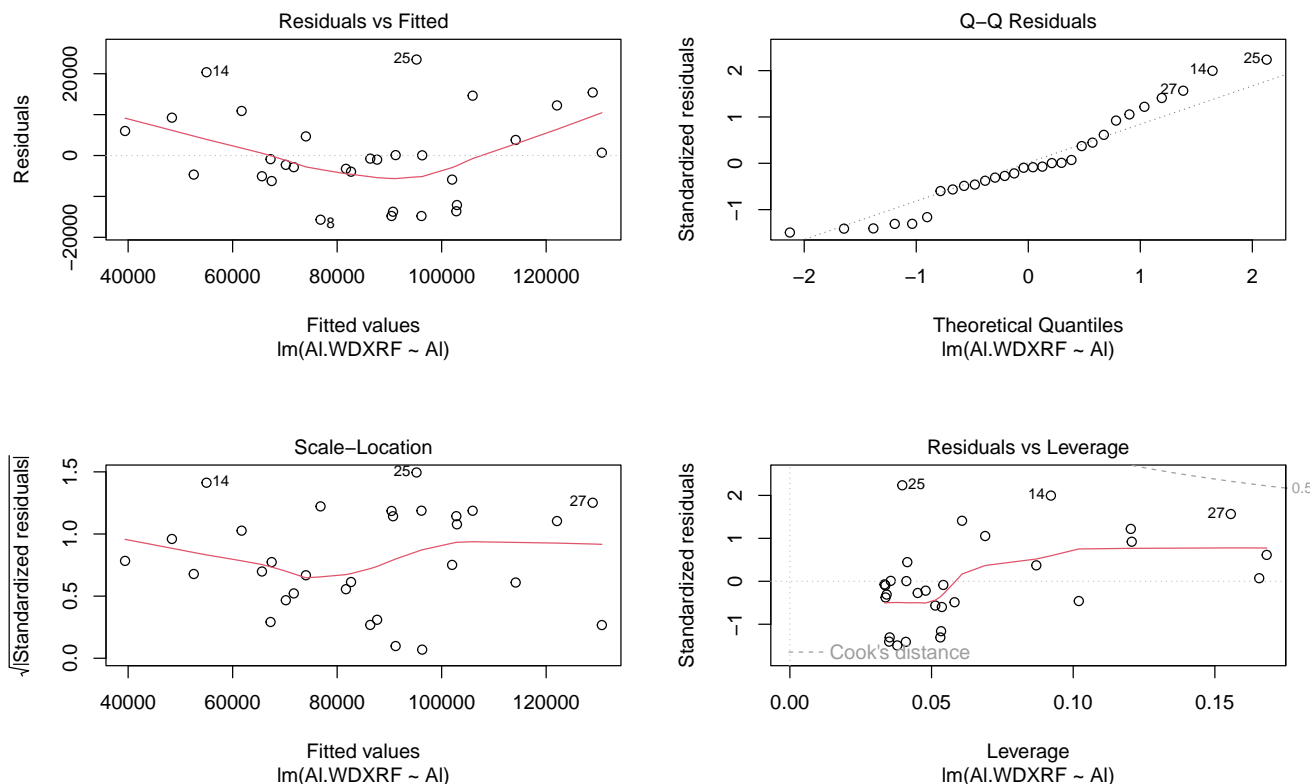 Residuals vs Fitted
Residuals
20000
0
−20000
14
25
8
40000 60000 80000 100000 120000
Fitted values
lm(Al.WDXRF ~ Al)
Q−Q Residuals
Standardized residuals
2
1
0
−1
25
14
27
−2 −1 0 1 2
Theoretical Quantiles
lm(Al.WDXRF ~ Al)
Scale−Location
√|Standardized residuals|
1.5
1.0
0.5
0.0
25
14
27
40000 60000 80000 100000 120000
Fitted values
lm(Al.WDXRF ~ Al)
Residuals vs Leverage
Standardized residuals
2
1
0
−1
25
14
27
0.5
Cook's distance
0.00 0.05 0.10 0.15
Leverage
lm(Al.WDXRF ~ Al)